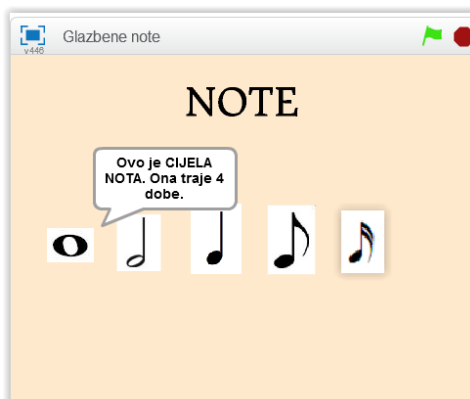 Glazbene note
v446
NOTE
Ovo je CIJELA
NOTA. Ona traje 4
dobe.